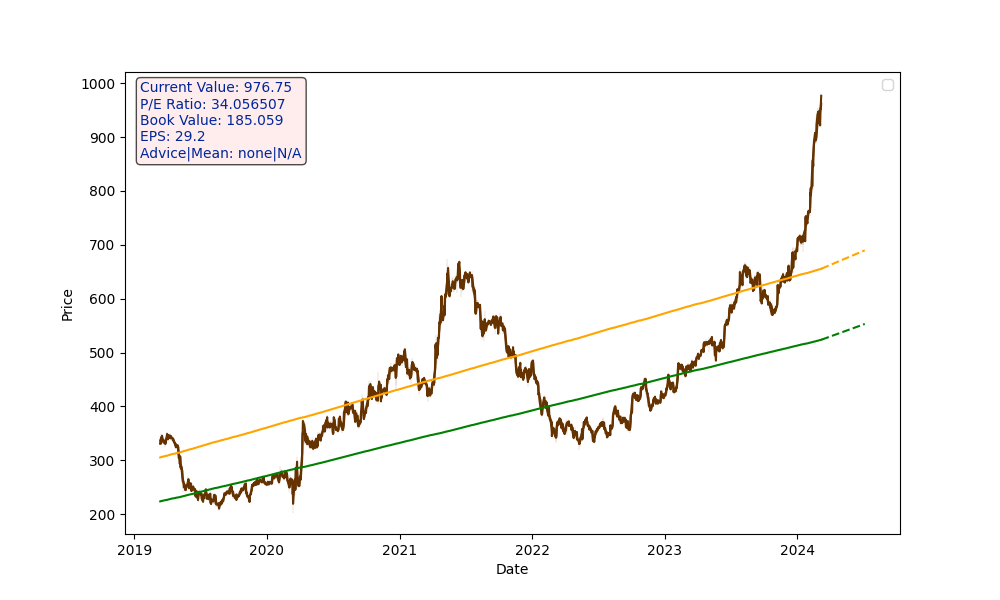 Current Value: 976.75
P/E Ratio: 34.056507
Book Value: 185.059
EPS: 29.2
Advice|Mean: none|N/A
1000
900
800
700
600
500
400
300
200
Price
2019 2020 2021 2022 2023 2024
Date